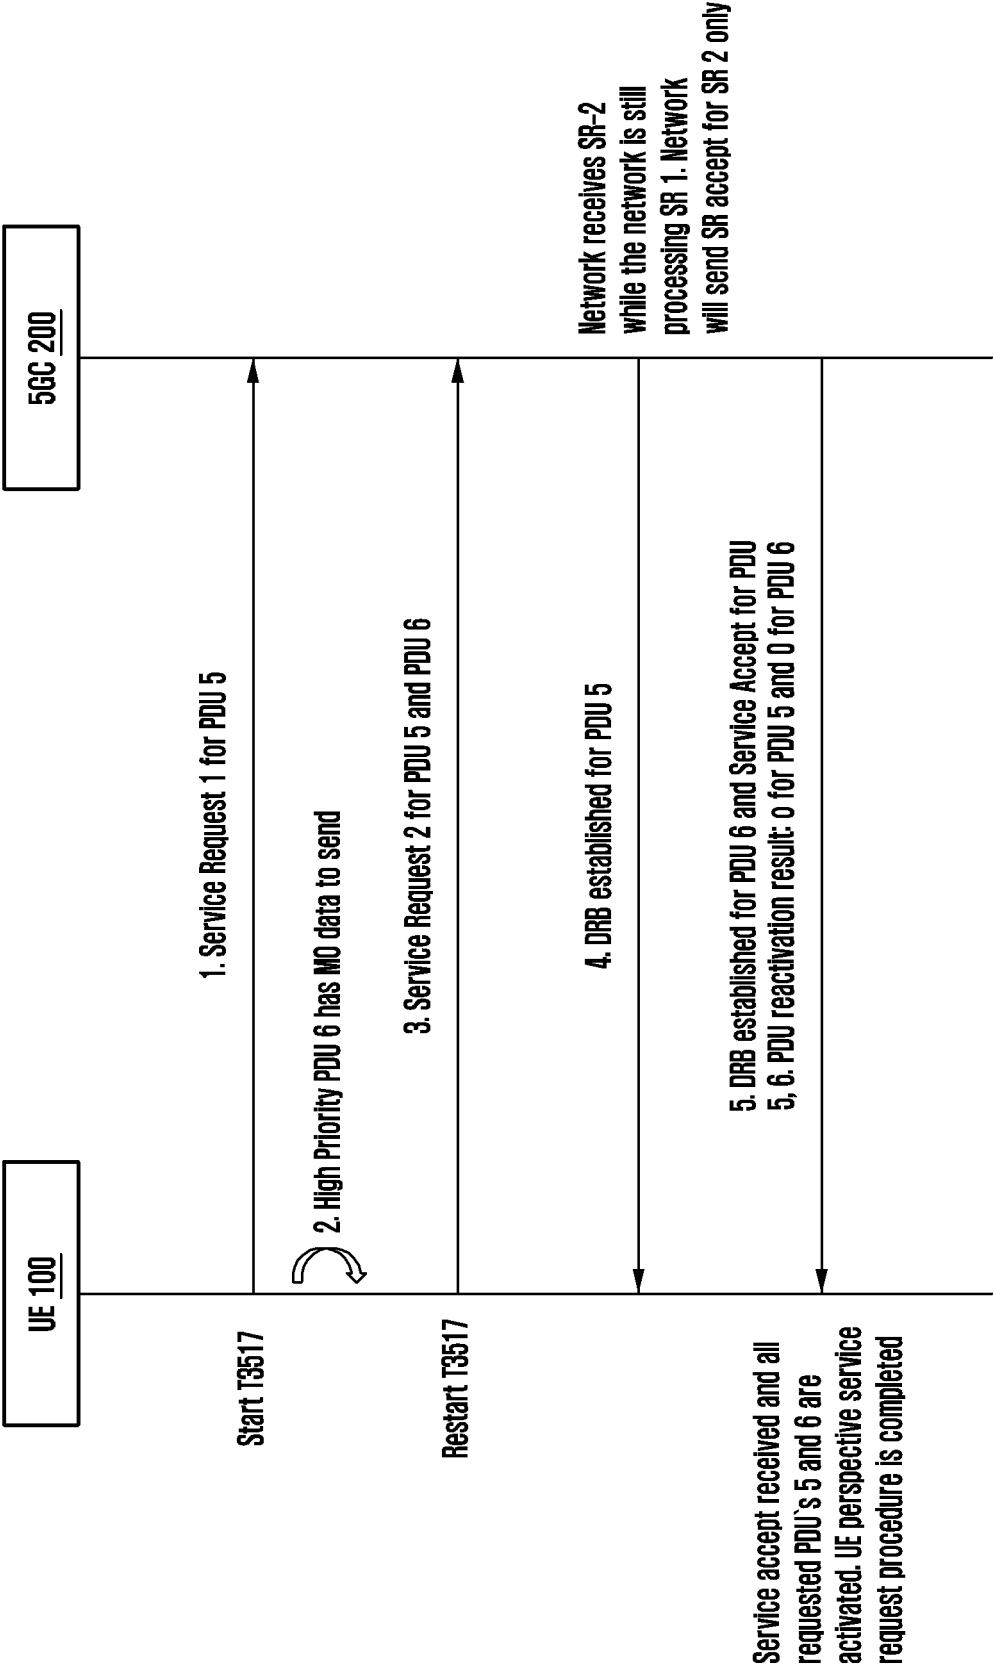 UE 100
5GC 200
Start T3517
1. Service Request 1 for PDU 5
2. High Priority PDU 6 has MO data to send
Restart T3517
3. Service Request 2 for PDU 5 and PDU 6
Network receives SR-2
while the network is still
processing SR 1. Network
will send SR accept for SR 2 only
4. DRB established for PDU 5
5. DRB established for PDU 6 and Service Accept for PDU
5, 6. PDU reactivation result: o for PDU 5 and 0 for PDU 6
Service accept received and all
requested PDU`s 5 and 6 are
activated. UE perspective service
request procedure is completed